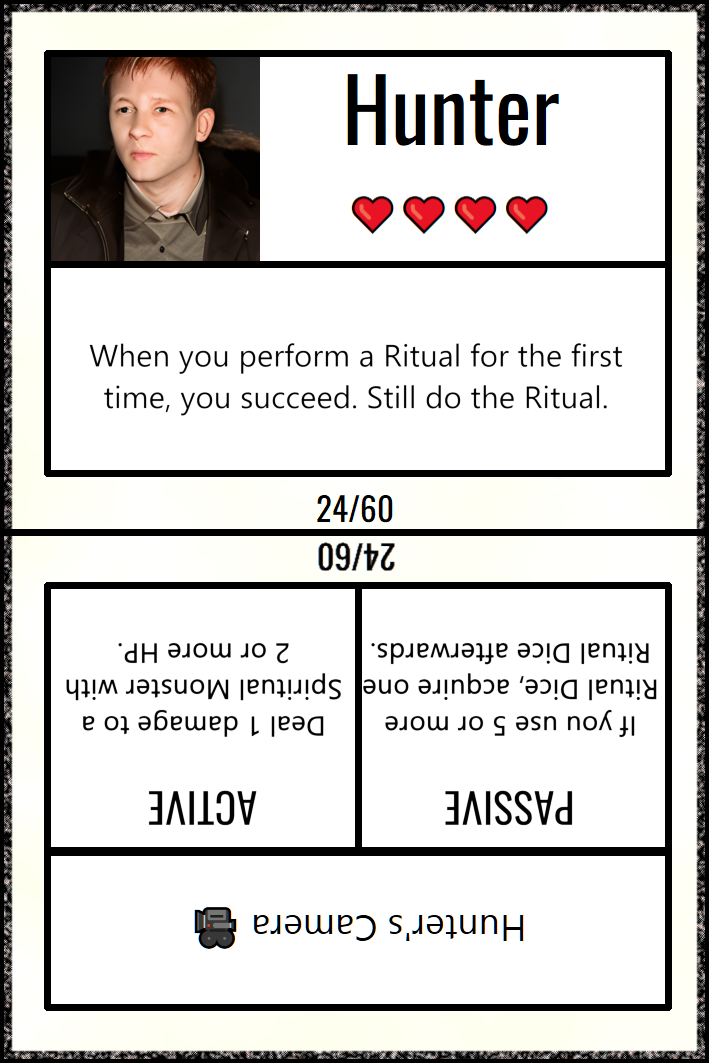 Hunter
When you perform a Ritual for the first
time, you succeed. Still do the Ritual.
24/60
Hunter's Camera
PASSIVE
If you use 5 or more
Ritual Dice, acquire one
Ritual Dice afterwards.
ACTIVE
Deal 1 damage to a
Spiritual Monster with
2 or more HP.
24/60